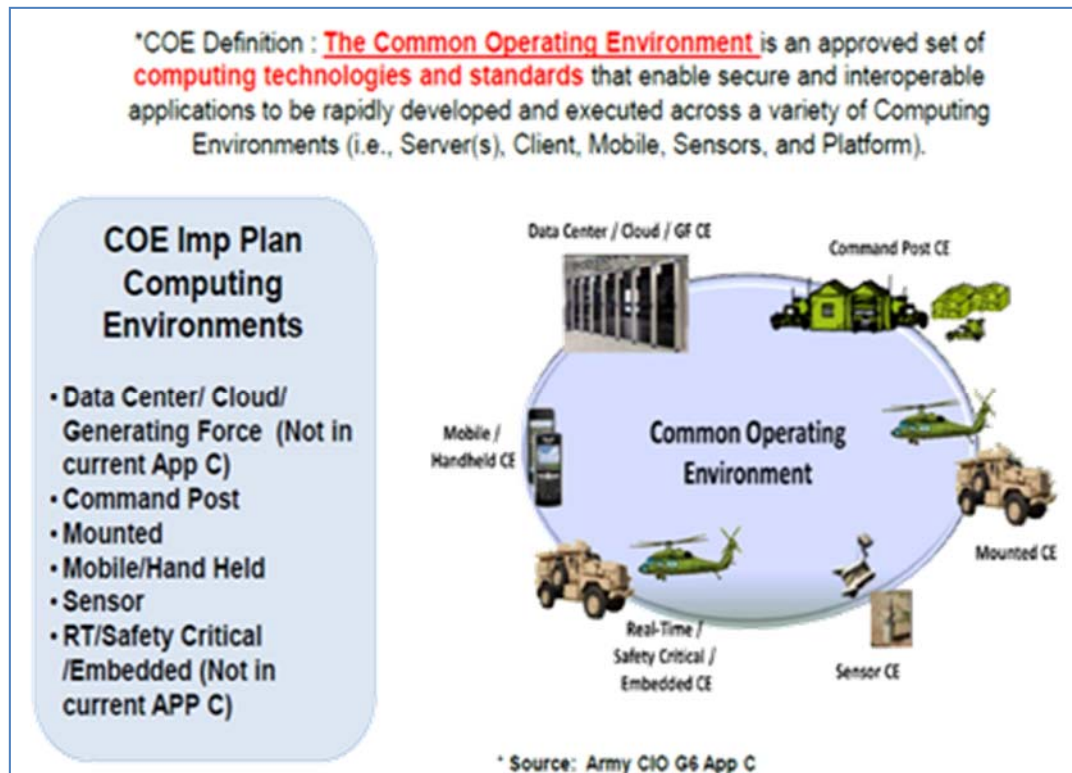 *COE Definition : The Common Operating Environment is an approved set of
computing technologies and standards that enable secure and interoperable
applications to be rapidly developed and executed across a variety of Computing
Environments (i.e., Server(s), Client, Mobile, Sensors, and Platform).
COE Imp Plan
Computing
Environments
• Data Center/ Cloud/
Generating Force (Not in
current App C)
• Command Post
• Mounted
• Mobile/Hand Held
• Sensor
• RT/Safety Critical
/Embedded (Not in
current APP C)
Data Center / Cloud / GF CE
Command Post CE
Mobile /
Handheld CE
Common Operating
Environment
Mounted CE
Real-Time /
Safety Critical /
Embedded CE
Sensor CE
* Source: Army CIO G6 App C